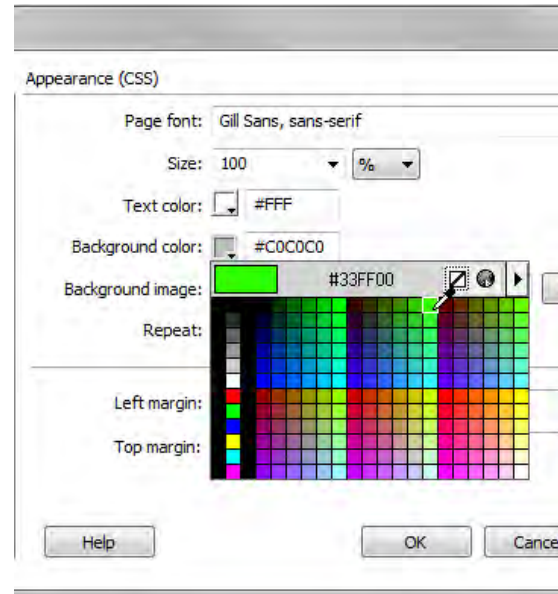 Appearance (CSS)
Page font: Gill Sans, sans-serif
Size: 100 %
Text color: #FFF
Background color: #C0C0C0
#33FF00
Background image:
Repeat:
Left margin:
Top margin:
Help OK Cance